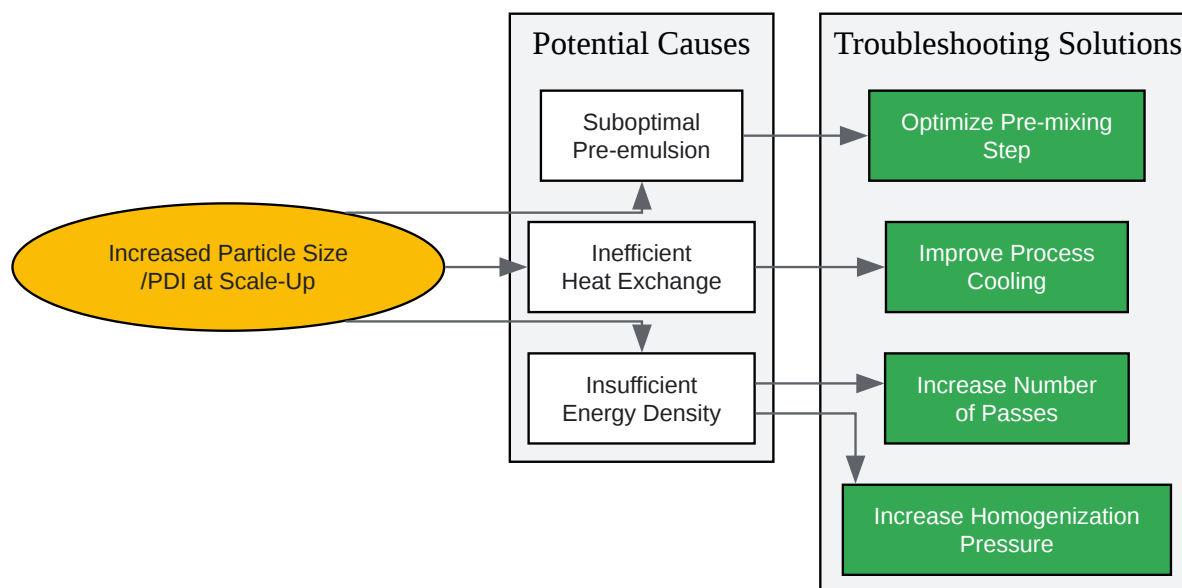 Potential Causes
Troubleshooting Solutions
Suboptimal
Pre-emulsion
Optimize Pre-mixing
Step
Increased Particle Size
/PDI at Scale-Up
Inefficient
Heat Exchange
Improve Process
Cooling
Insufficient
Energy Density
Increase Number
of Passes
Increase Homogenization
Pressure